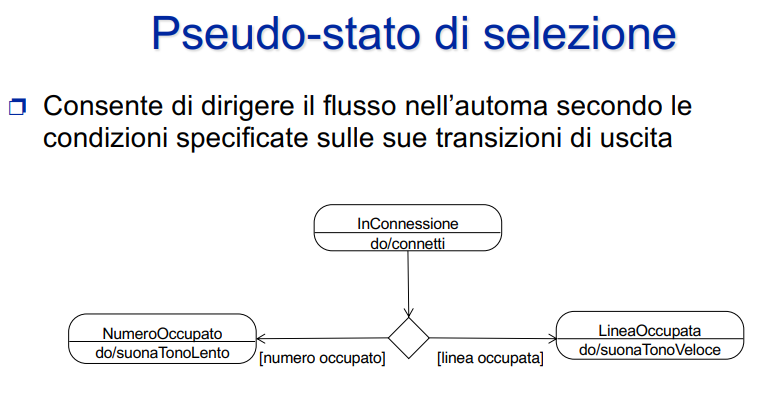 Pseudo-stato di selezione
Consente di dirigere il flusso nell'automa secondo le
condizioni specificate sulle sue transizioni di uscita
InConnessione
do/connetti
NumeroOccupato
do/suonaTonoLento
[numero occupato]
[linea occupata]
LineaOccupata
do/suonaTonoVeloce